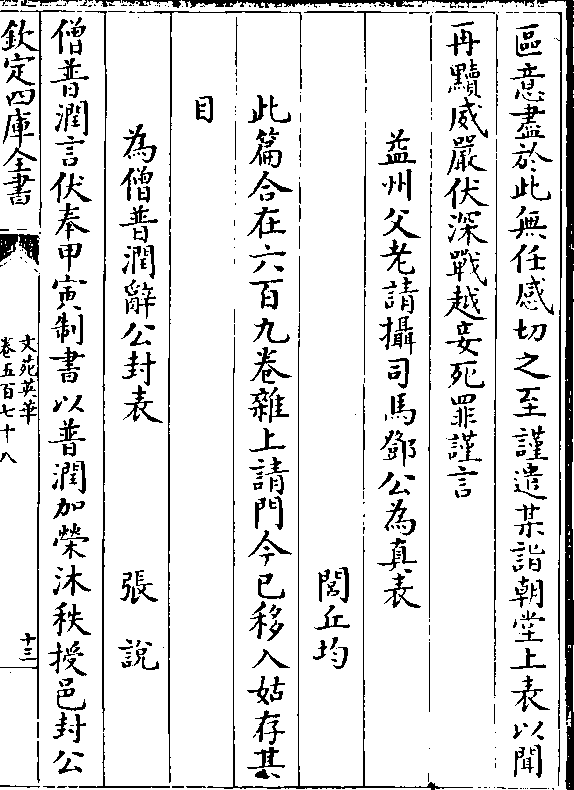 區意盡於此無任感切之至謹遣某詣朝堂上表以聞
再黷威嚴伏深戰越妾死罪謹言
益州父老請攝司馬鄧公為真表
閭丘均
此篇合在六百九卷雜上請門今已移入姑存其
目
為僧普潤辭公封表 張說
僧普潤言伏奉甲寅制書以普潤加榮沐秩授邑封公
欽定四庫全書
文苑英華
卷五百七十八
十三